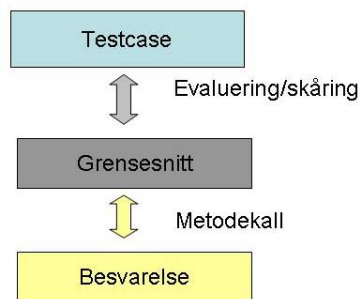 Testcase
Evaluering/skåring
Grensesnitt
Metodekall
Besvarelse